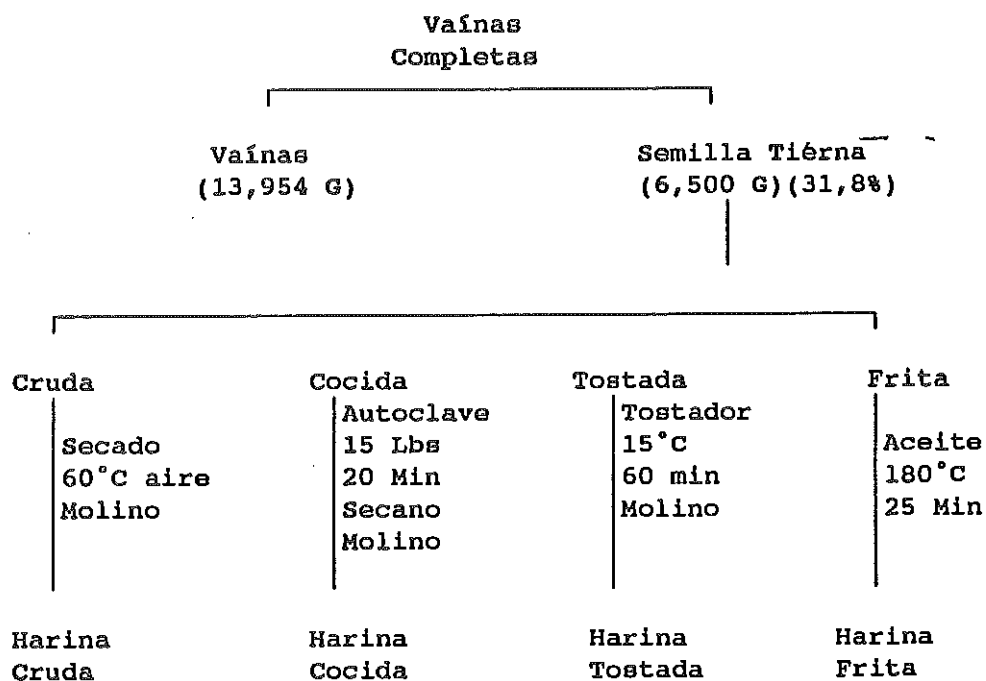 Vaínas
Completas
Vaínas
(13,954 G)
Semilla Tiérna
(6,500 G)(31,8%)
Cruda
Secado
60°C aire
Molino
Harina
Cruda
Cocida
Autoclave
15 Lbs
20 Min
Secano
Molino
Harina
Cocida
Tostada
Tostador
15°C
60 min
Molino
Harina
Tostada
Frita
Aceite
180°C
25 Min
Harina
Frita